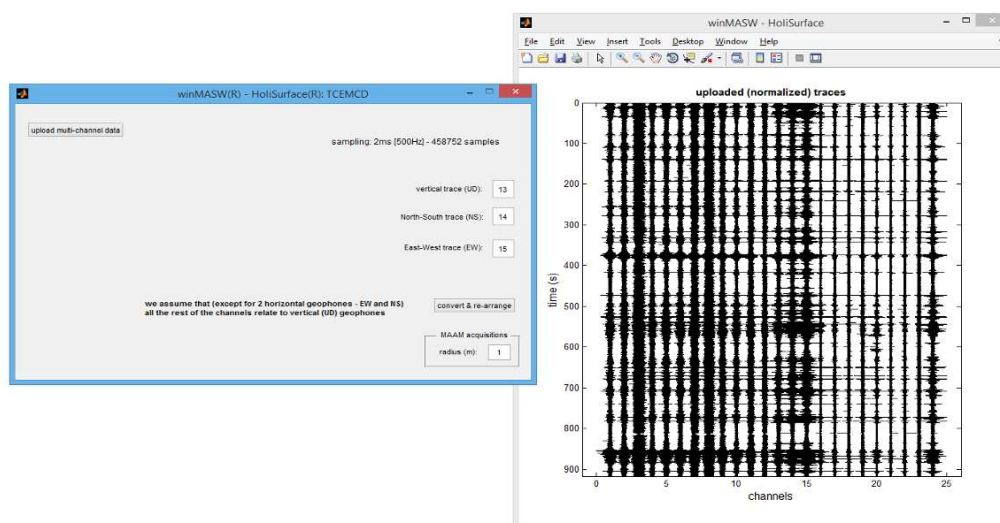 winMASW(R) - HoliSurface(R): TCEMCD
upload multi-channel data
sampling: 2ms [500Hz] - 458752 samples
vertical trace (UD): 13
North-South trace (NS): 14
East-West trace (EW): 15
we assume that (except for 2 horizontal geophones - EW and NS)
all the rest of the channels relate to vertical (UD) geophones
convert & re-arrange
MAAM acquisitions
radius (m): 1
winMASW - HoliSurface
File Edit View Insert Tools Desktop Window Help
uploaded (normalized) traces
0
100
200
300
400
500
600
700
800
900
time (s)
0 5 10 15 20 25
channels